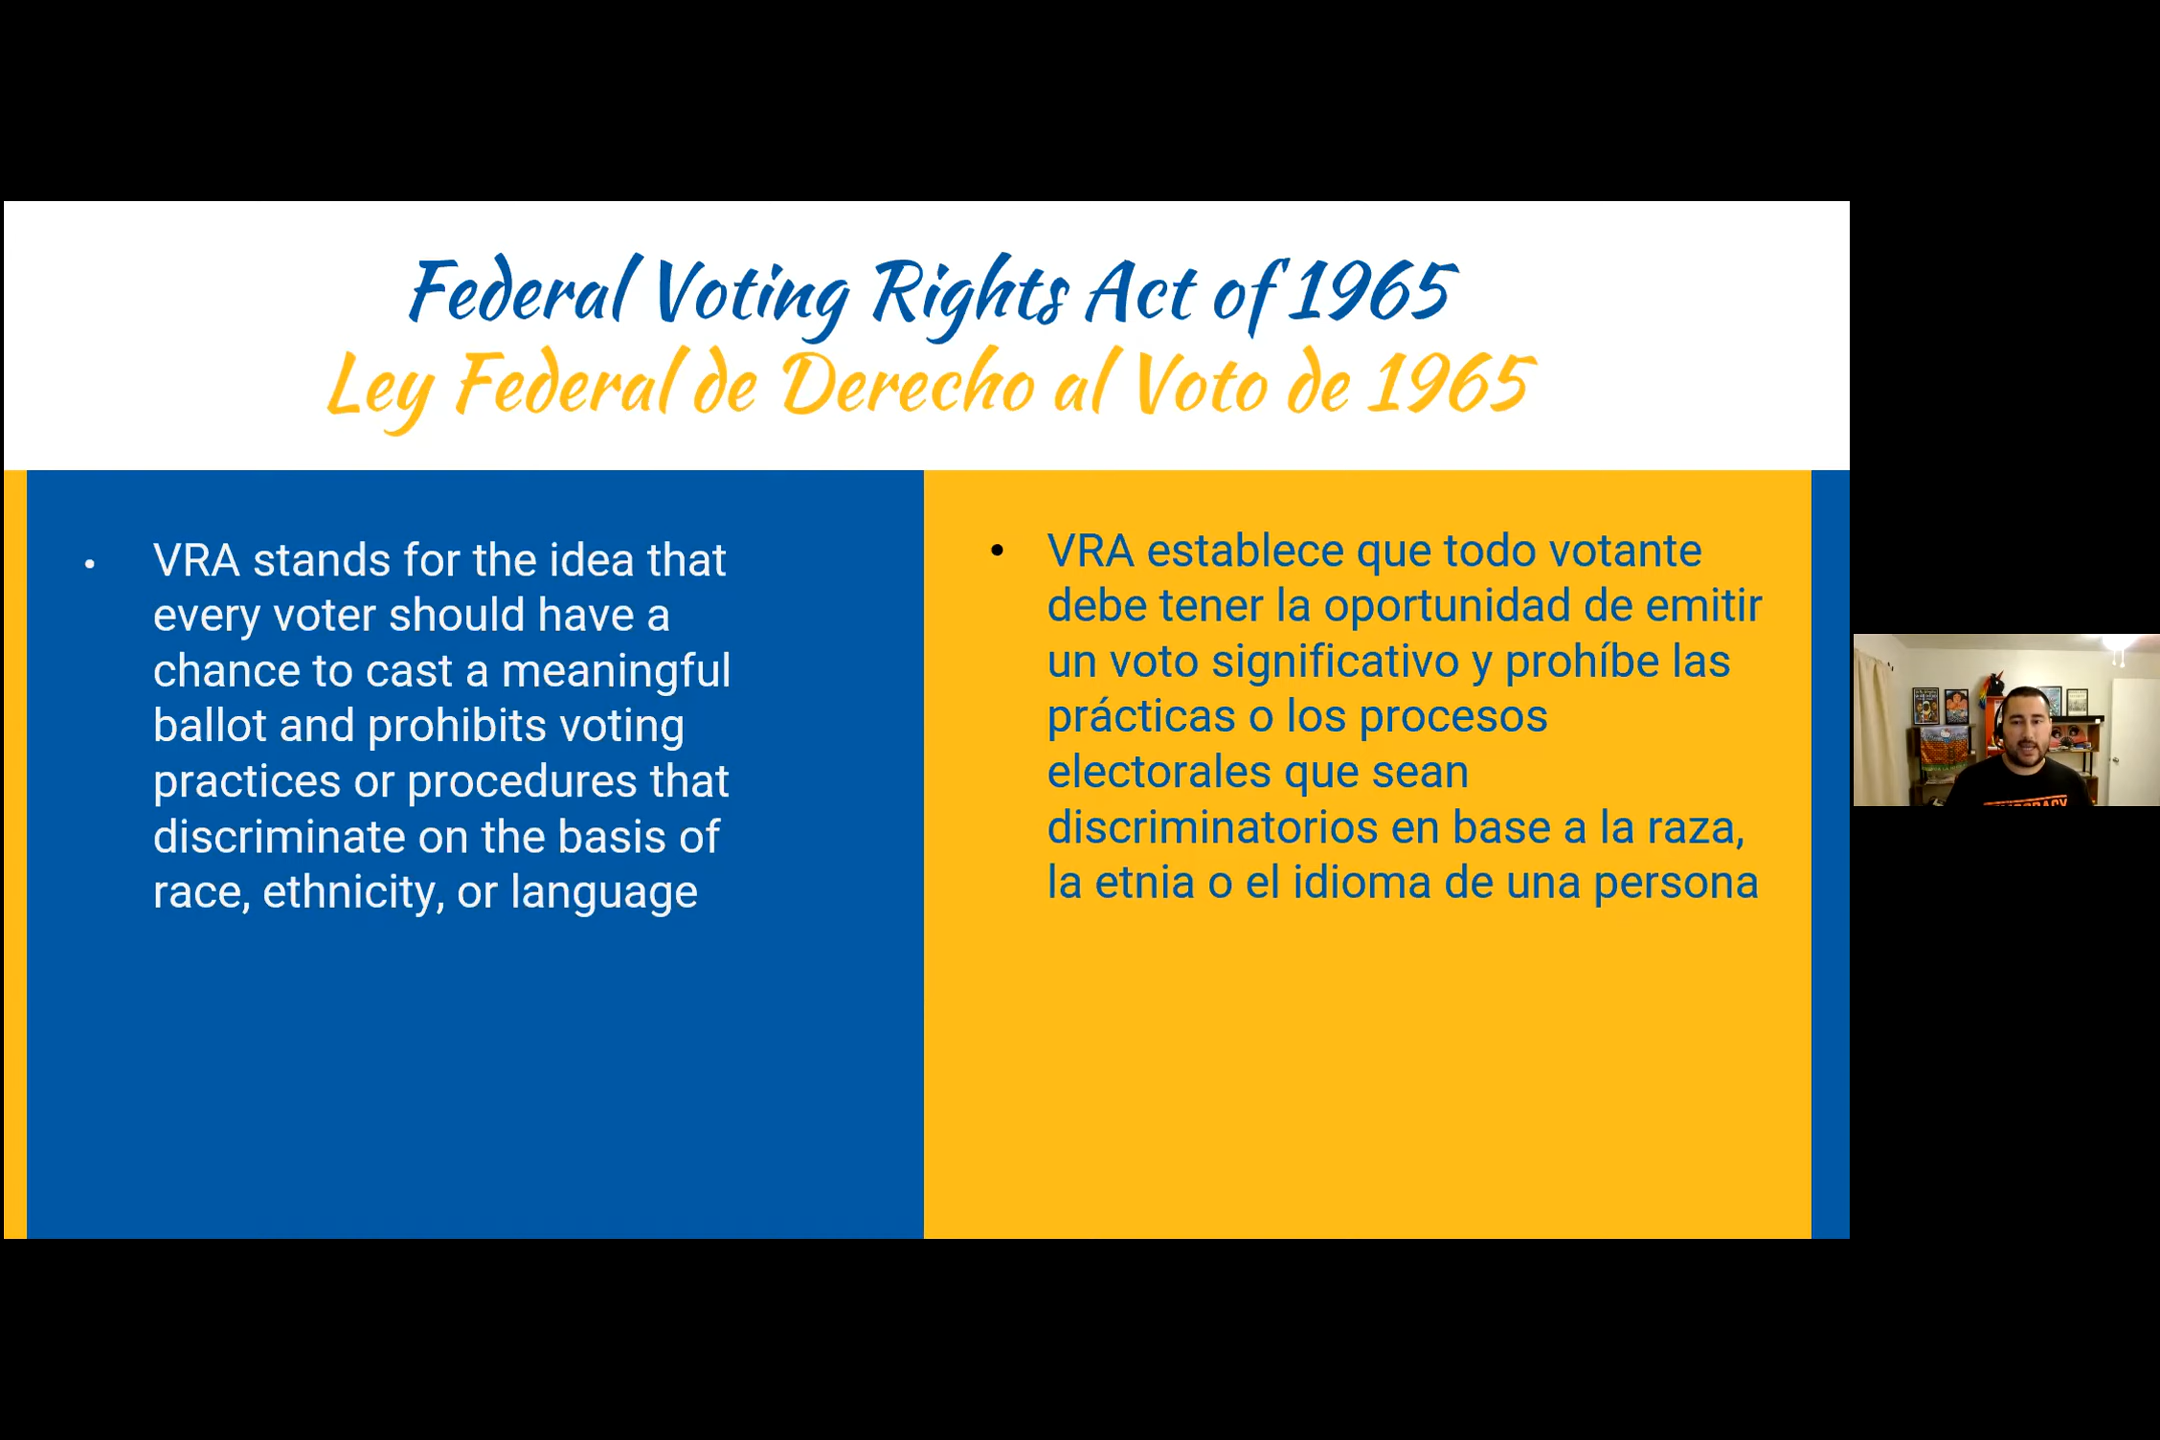 Federal Voting Rights Act of 1965
Ley Federal de Derecho al Voto de 1965
• VRA stands for the idea that
every voter should have a
chance to cast a meaningful
ballot and prohibits voting
practices or procedures that
discriminate on the basis of
race, ethnicity, or language
• VRA establece que todo votante
debe tener la oportunidad de emitir
un voto significativo y prohíbe las
prácticas o los procesos
electorales que sean
discriminatorios en base a la raza,
la etnia o el idioma de una persona